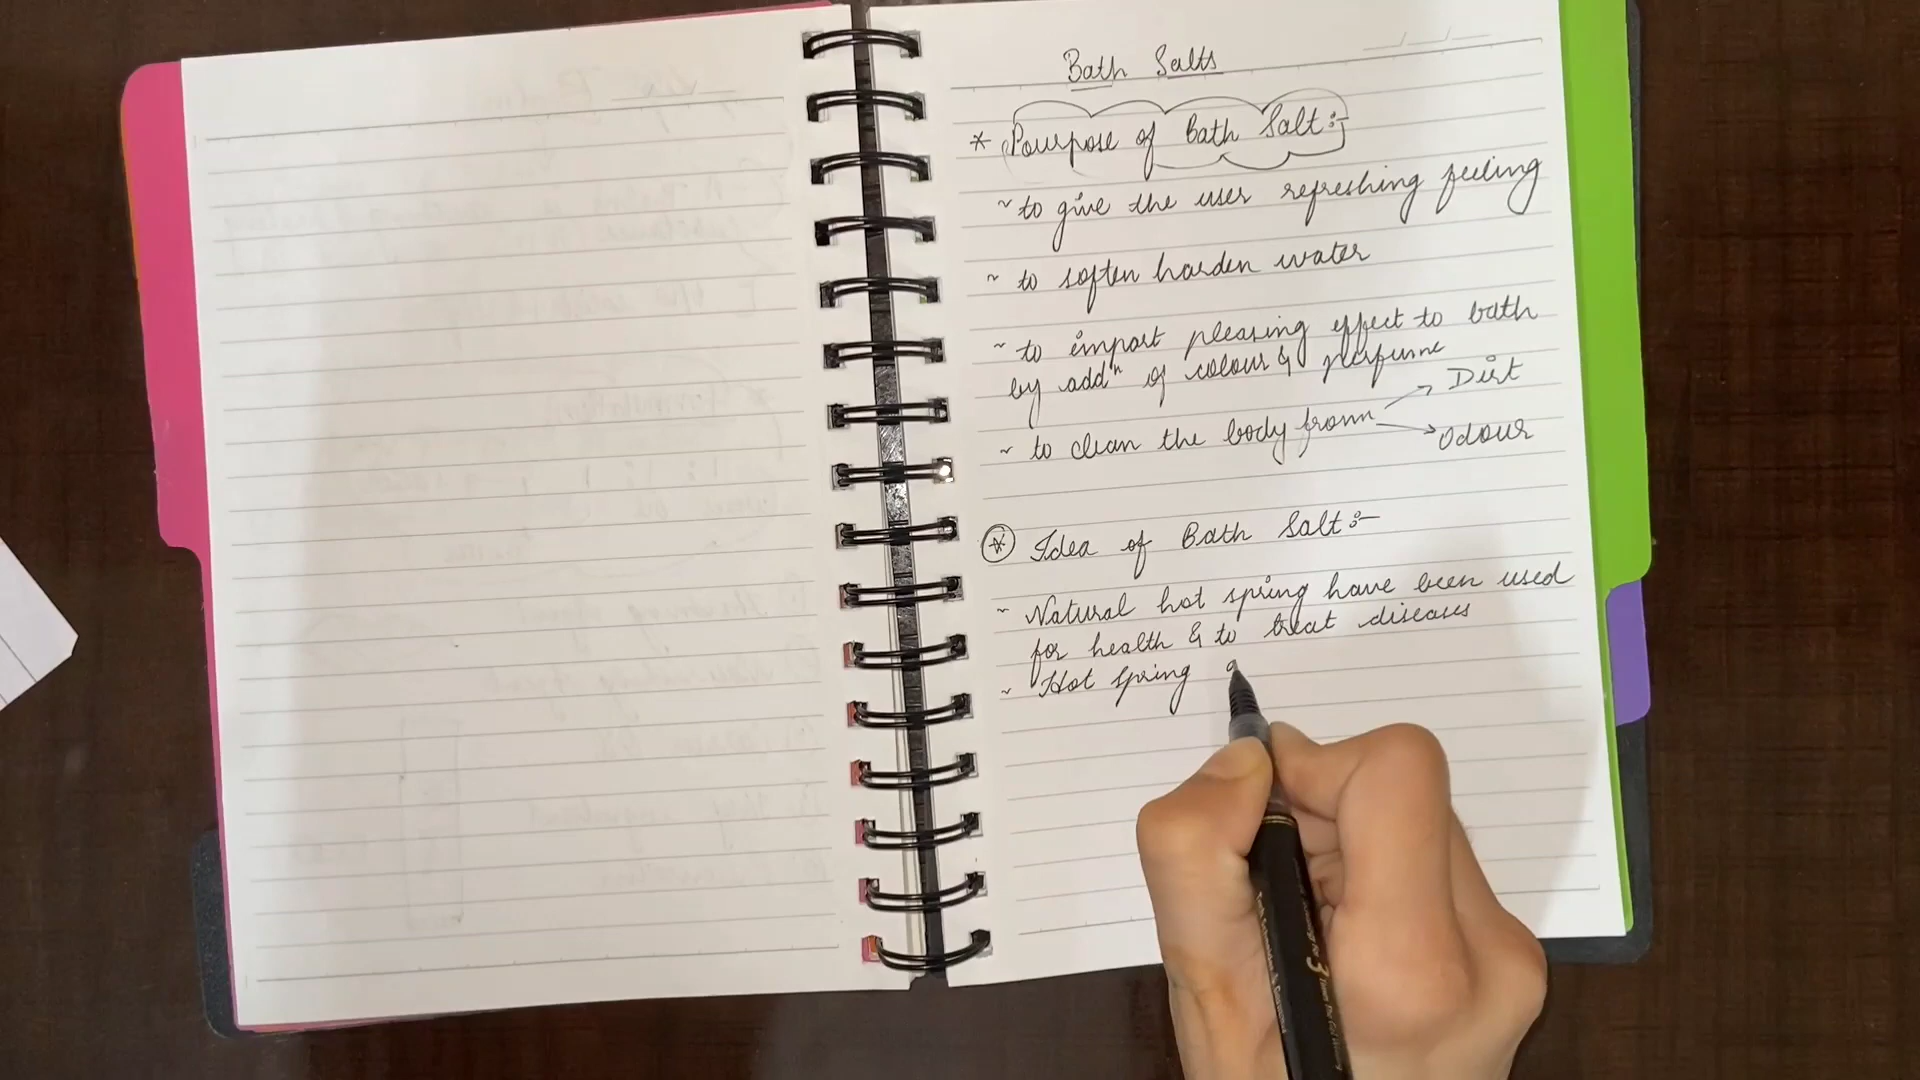 Bath Salts
* Pourpose of Bath Salt:-
~ to give the user refreshing feeling
~ to soften harden water
~ to impart pleasing effect to bath
by addⁿ of colour & perfume
~ to clean the body from → Dirt
→ Odour
* Idea of Bath Salt:-
~ Natural hot spring have been used
for health & to treat diseases
~ Hot spring a